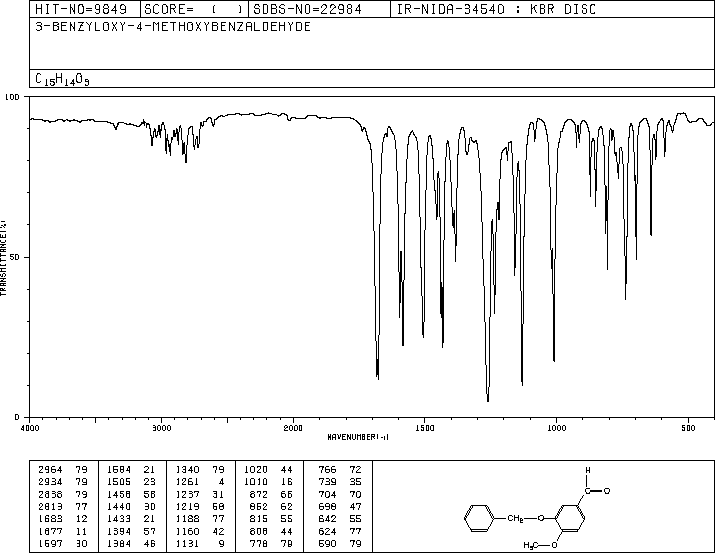 HIT-NO=9849 SCORE= ( ) SDBS-NO=22984 IR-NIDA-34540 : KBR DISC
3-BENZYLOXY-4-METHOXYBENZALDEHYDE
C15H14O3
100
50
0
TRANSMITTANCE(%)
4000 3000 2000 1500 1000 500
WAVENUMBER(-1)
2964 79 1584 21 1340 79 1020 44 766 72
2934 79 1505 23 1261 4 1010 16 739 35
2838 79 1458 58 1237 31 872 66 704 70
2813 77 1440 30 1219 58 852 62 698 47
1683 12 1433 21 1188 77 815 55 642 55
1677 11 1394 57 1160 42 808 44 624 77
1597 30 1384 46 1131 9 778 79 590 79
H
C O
CH2 O
H3C O